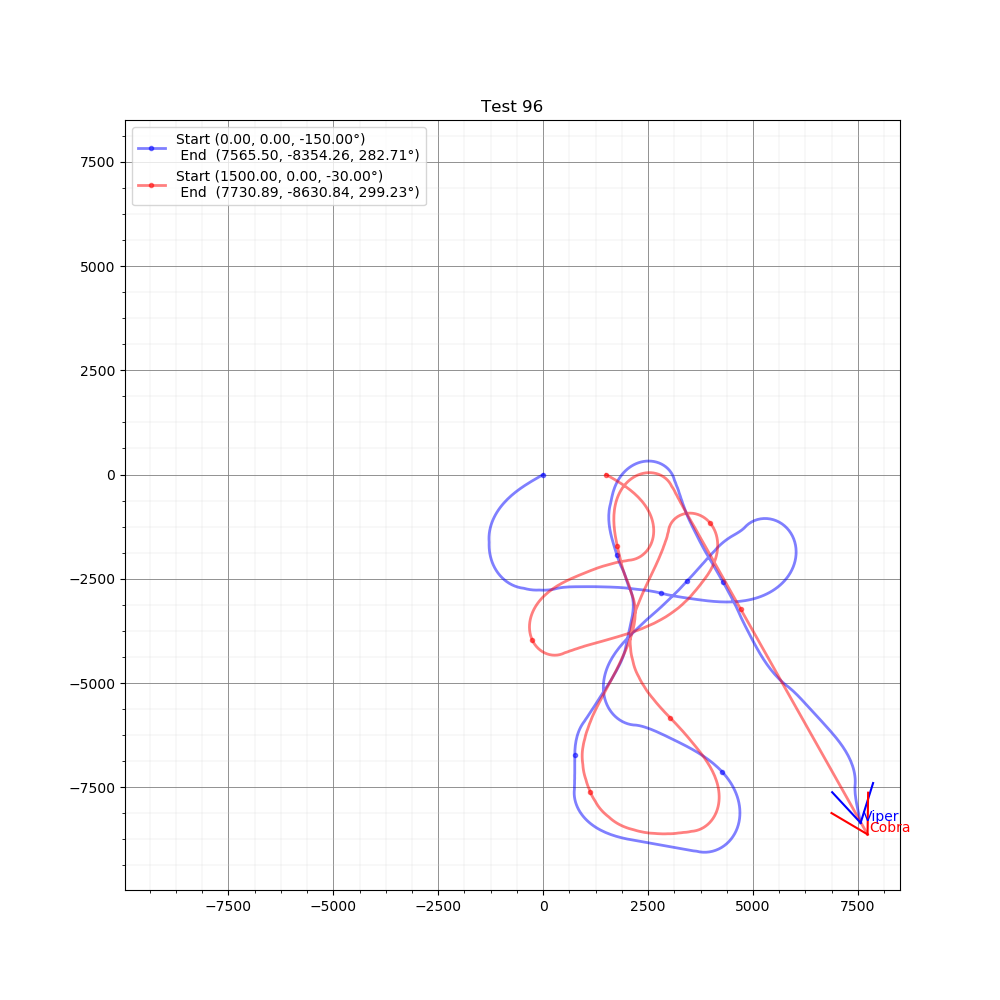 Test 96
Start (0.00, 0.00, -150.00°)
End (7565.50, -8354.26, 282.71°)
Start (1500.00, 0.00, -30.00°)
End (7730.89, -8630.84, 299.23°)
7500
5000
2500
0
−2500
−5000
−7500
Viper
Cobra
−7500 −5000 −2500 0 2500 5000 7500